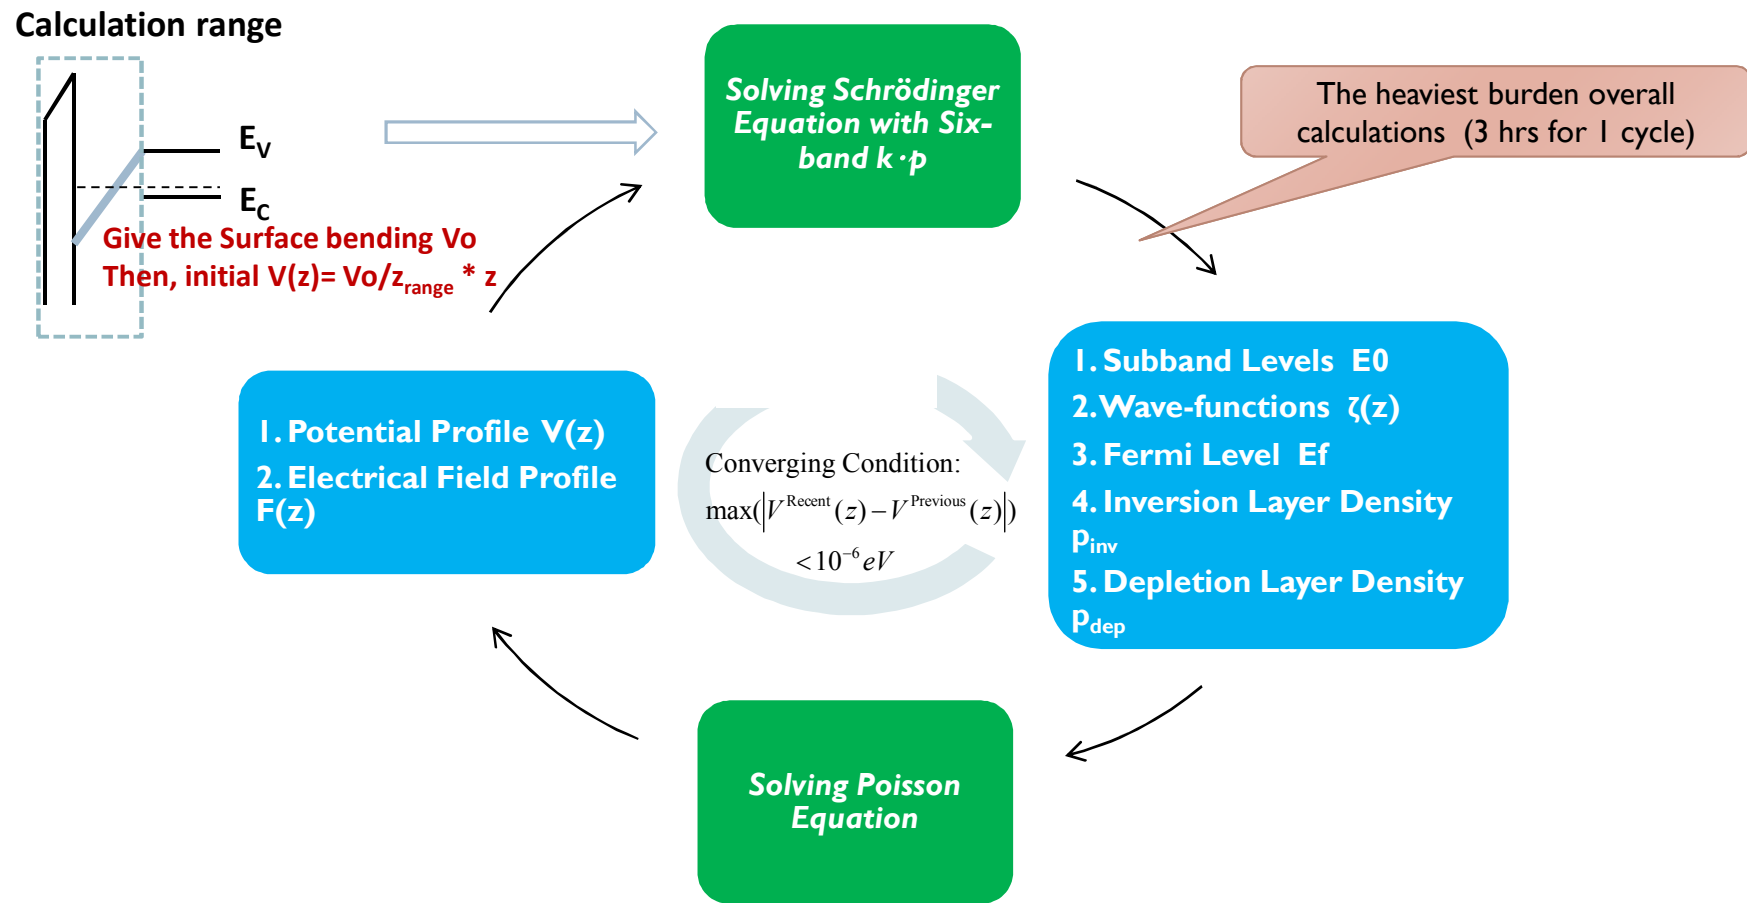 Calculation range
E_V
E_C
Give the Surface bending Vo
Then, initial V(z)= Vo/z_range * z
Solving Schrödinger
Equation with Six-
band k·p
The heaviest burden overall
calculations (3 hrs for 1 cycle)
1. Subband Levels E0
2. Wave-functions ζ(z)
3. Fermi Level Ef
4. Inversion Layer Density
p_inv
5. Depletion Layer Density
p_dep
1. Potential Profile V(z)
2. Electrical Field Profile
F(z)
Converging Condition:
max(|V^Recent(z) − V^Previous(z)|)
< 10^−6 eV
Solving Poisson
Equation